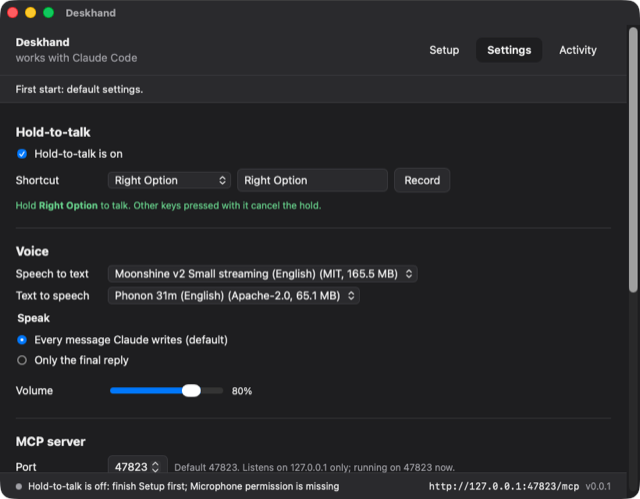 Deskhand
Deskhand
works with Claude Code
Setup
Settings
Activity
First start: default settings.
Hold-to-talk
Hold-to-talk is on
Shortcut
Right Option
Right Option
Record
Hold Right Option to talk. Other keys pressed with it cancel the hold.
Voice
Speech to text
Moonshine v2 Small streaming (English) (MIT, 165.5 MB)
Text to speech
Phonon 31m (English) (Apache-2.0, 65.1 MB)
Speak
Every message Claude writes (default)
Only the final reply
Volume
80%
MCP server
Port
47823
Default 47823. Listens on 127.0.0.1 only; running on 47823 now.
Hold-to-talk is off: finish Setup first; Microphone permission is missing
http://127.0.0.1:47823/mcp
v0.0.1